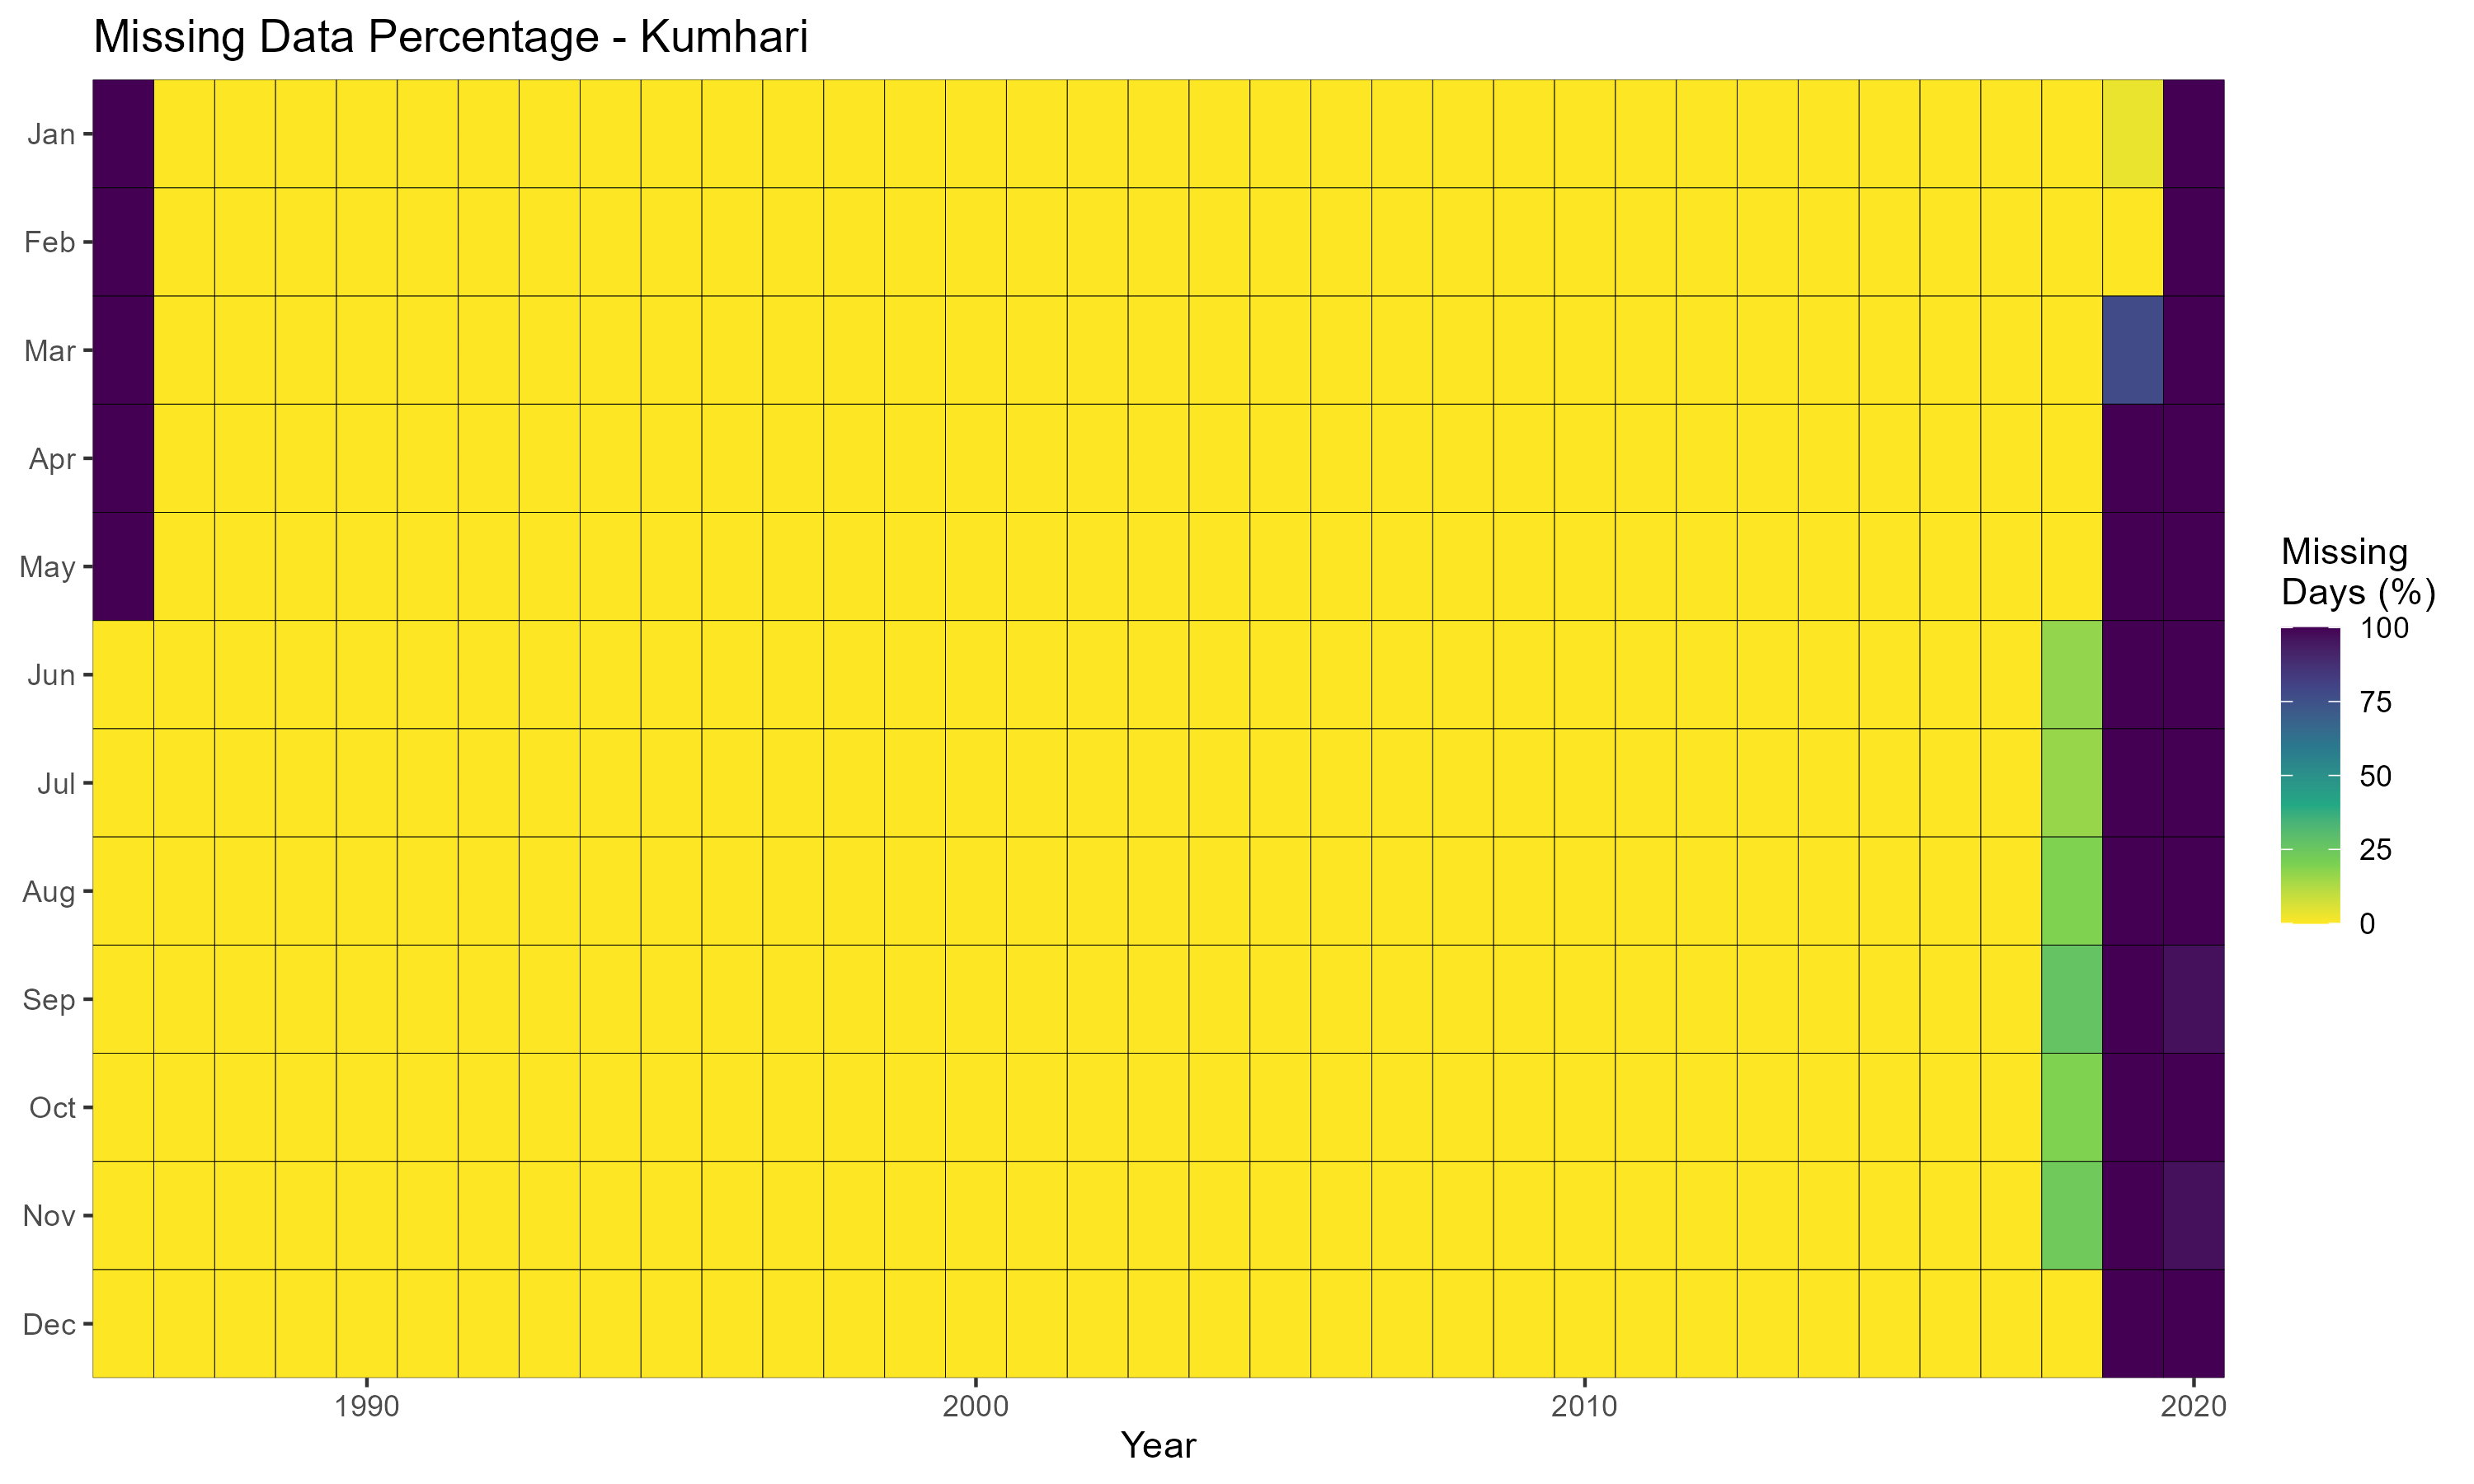 Missing Data Percentage - Kumhari
Jan
Feb
Mar
Apr
May
Jun
Jul
Aug
Sep
Oct
Nov
Dec
1990
2000
2010
2020
Year
Missing
Days (%)
100
75
50
25
0